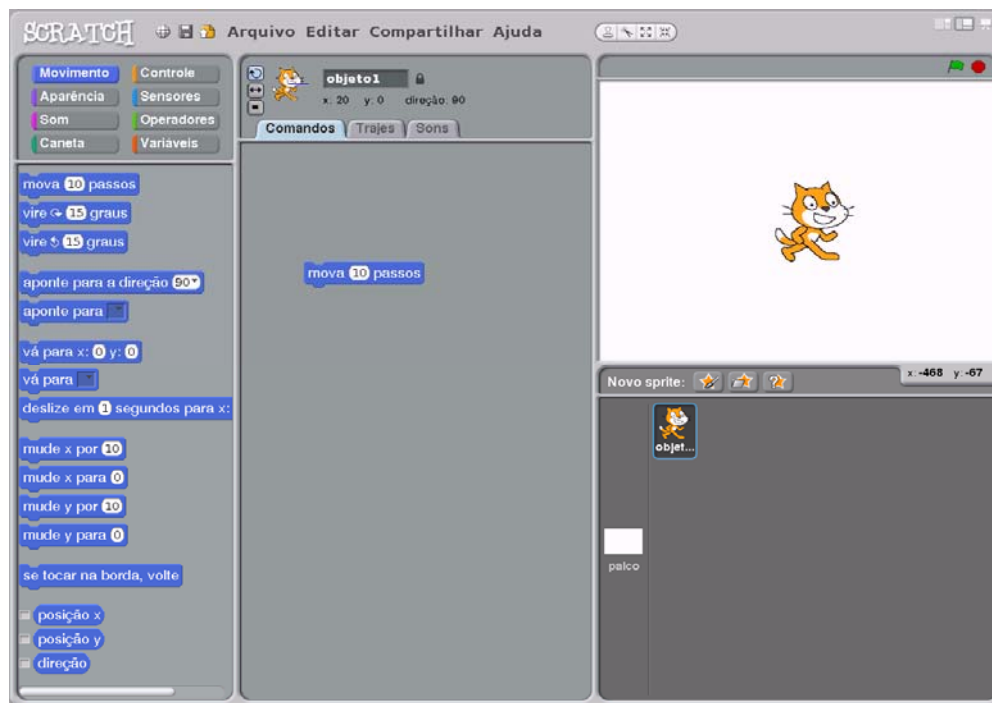 SCRATCH Arquivo Editar Compartilhar Ajuda
Movimento Controle
Aparência Sensores
Som Operadores
Caneta Variáveis
objeto1
x: 20 y: 0 direção: 90
Comandos Trajes Sons
mova 10 passos
vire 15 graus
vire 15 graus
aponte para a direção 90
aponte para
vá para x: 0 y: 0
vá para
deslize em 1 segundos para x:
mude x por 10
mude x para 0
mude y por 10
mude y para 0
se tocar na borda, volte
posição x
posição y
direção
mova 10 passos
x: -468 y: -67
Novo sprite:
objet...
palco